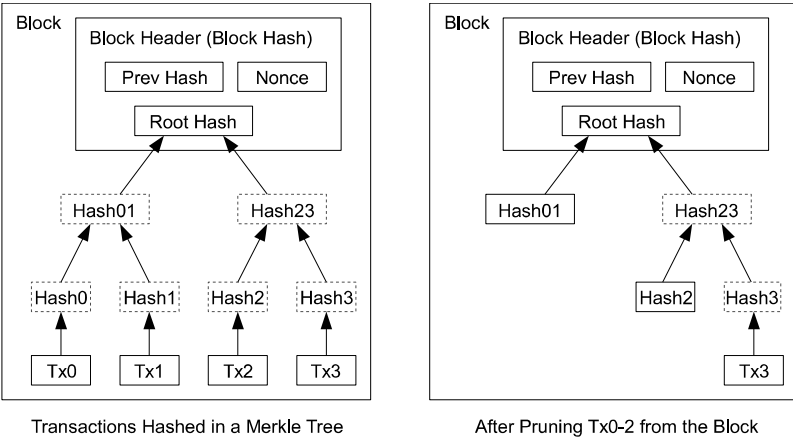 Block
Block Header (Block Hash)
Prev Hash
Nonce
Root Hash
Hash01
Hash23
Hash0
Hash1
Hash2
Hash3
Tx0
Tx1
Tx2
Tx3
Transactions Hashed in a Merkle Tree
Block
Block Header (Block Hash)
Prev Hash
Nonce
Root Hash
Hash01
Hash23
Hash2
Hash3
Tx3
After Pruning Tx0-2 from the Block